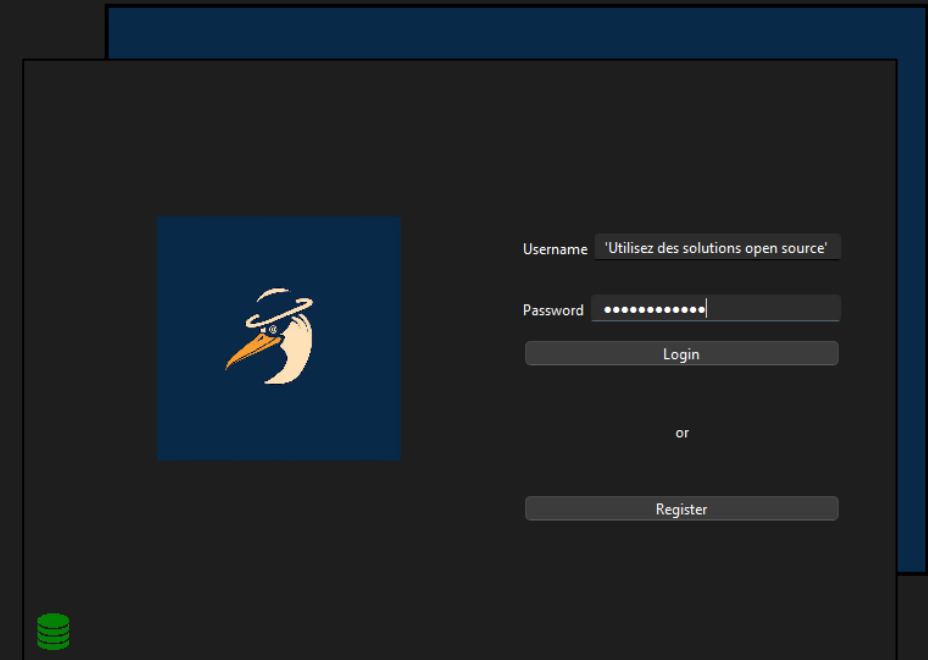 Username 'Utilisez des solutions open source'
Password ••••••••••••
Login
or
Register